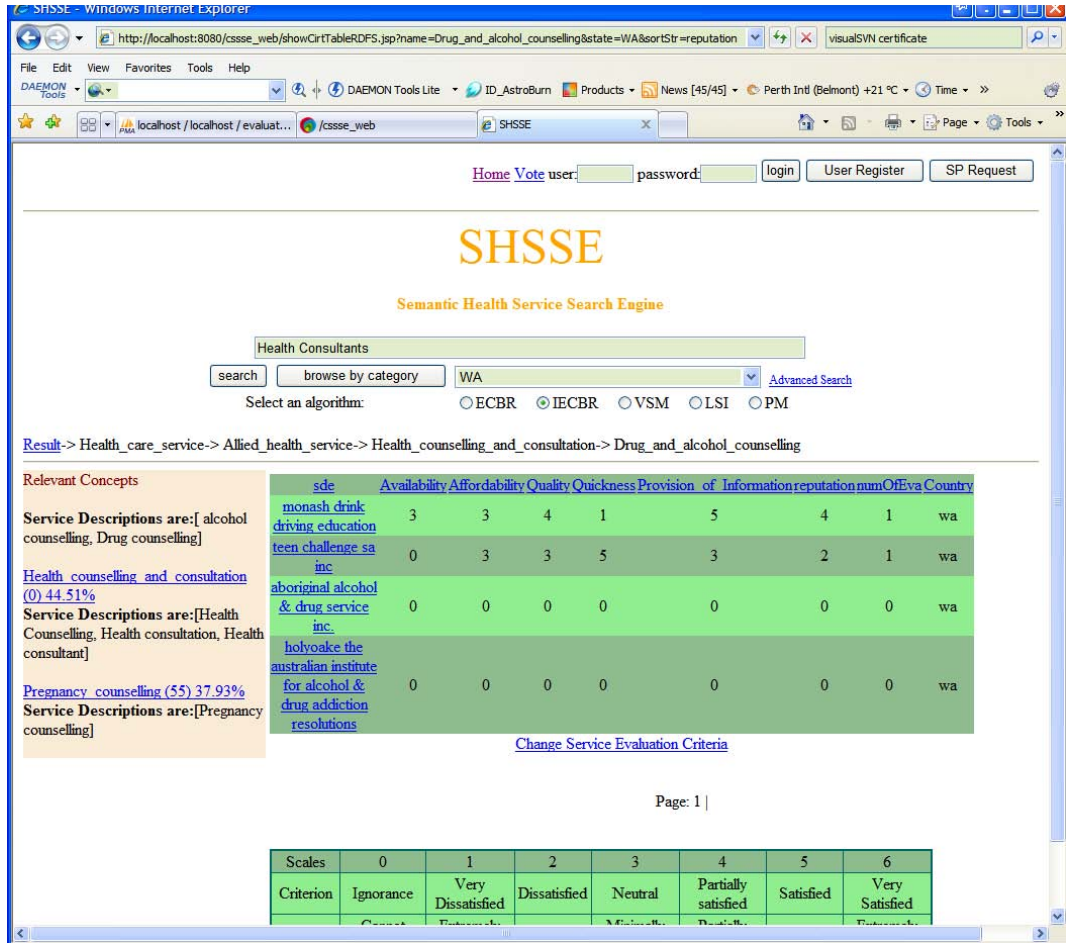 SHSSE - Windows Internet Explorer
http://localhost:8080/cssse_web/showCirtTableRDFS.jsp?name=Drug_and_alcohol_counselling&state=WA&sortStr=reputation
visualSVN certificate
File Edit View Favorites Tools Help
DAEMON Tools
DAEMON Tools Lite ID_AstroBurn Products News [45/45] Perth Intl (Belmont) +21 ºC Time »
localhost / localhost / evaluat... /cssse_web SHSSE X Page Tools »
Home Vote user: password: login User Register SP Request
SHSSE
Semantic Health Service Search Engine
Health Consultants
search browse by category WA Advanced Search
Select an algorithm: ECBR IECBR VSM LSI PM
Result-> Health_care_service-> Allied_health_service-> Health_counselling_and_consultation-> Drug_and_alcohol_counselling
Relevant Concepts
Service Descriptions are:[ alcohol
counselling, Drug counselling]
Health_counselling_and_consultation
(0) 44.51%
Service Descriptions are:[Health
Counselling, Health consultation, Health
consultant]
Pregnancy_counselling (55) 37.93%
Service Descriptions are:[Pregnancy
counselling]
sde Availability Affordability Quality Quickness Provision_of_Information reputation numOfEva Country
monash drink
driving education 3 3 4 1 5 4 1 wa
teen challenge sa
inc 0 3 3 5 3 2 1 wa
aboriginal alcohol
& drug service
inc. 0 0 0 0 0 0 0 wa
holyoake the
australian institute
for alcohol &
drug addiction
resolutions 0 0 0 0 0 0 0 wa
Change Service Evaluation Criteria
Page: 1 |
Scales 0 1 2 3 4 5 6
Criterion Ignorance Very Dissatisfied Dissatisfied Neutral Partially satisfied Satisfied Very Satisfied